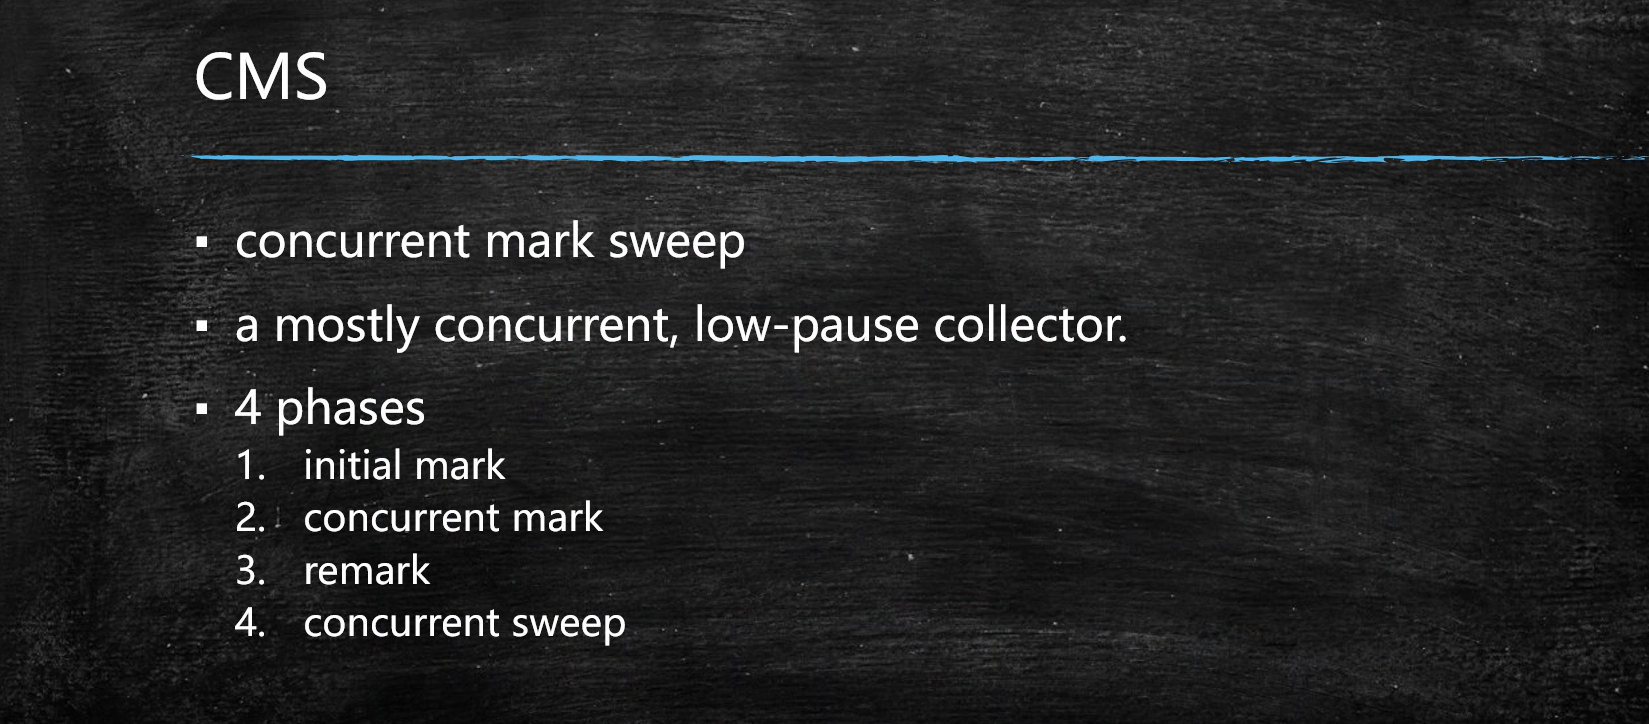 CMS
▪ concurrent mark sweep
▪ a mostly concurrent, low-pause collector.
▪ 4 phases
1. initial mark
2. concurrent mark
3. remark
4. concurrent sweep